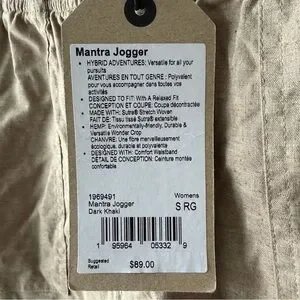 Mantra Jogger
• HYBRID ADVENTURES: Versatile for all your
pursuits
AVENTURES EN TOUT GENRE : Polyvalent
pour vous accompagner dans toutes vos
activités
• DESIGNED TO FIT: With A Relaxed Fit
CONCEPTION ET COUPE: Coupe décontractée
• MADE WITH: Sutra® Stretch Woven
FAIT DE: Tissu tissé Sutra® extensible
• HEMP: Environmentally-friendly, Durable &
Versatile Wonder Crop
CHANVRE: Une fibre merveilleusement
écologique, durable et polyvalente
• DESIGNED WITH: Comfort Waistband
DÉTAIL DE CONCEPTION: Ceinture montée
confortable
1969491 Womens
Mantra Jogger S RG
Dark Khaki
1 95964 05332 9
Suggested
Retail $89.00